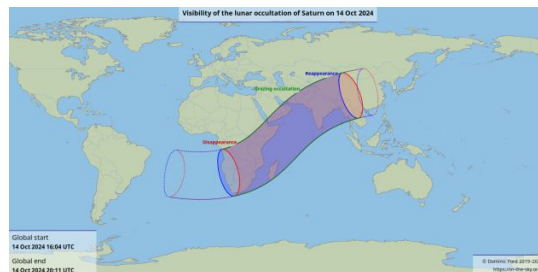 Visibility of the lunar occultation of Saturn on 14 Oct 2024
Reappearance
Grazing occultation
Disappearance
Global start
14 Oct 2024 16:04 UTC
Global end
14 Oct 2024 20:11 UTC
© Dominic Ford 2019-20
https://in-the-sky.or